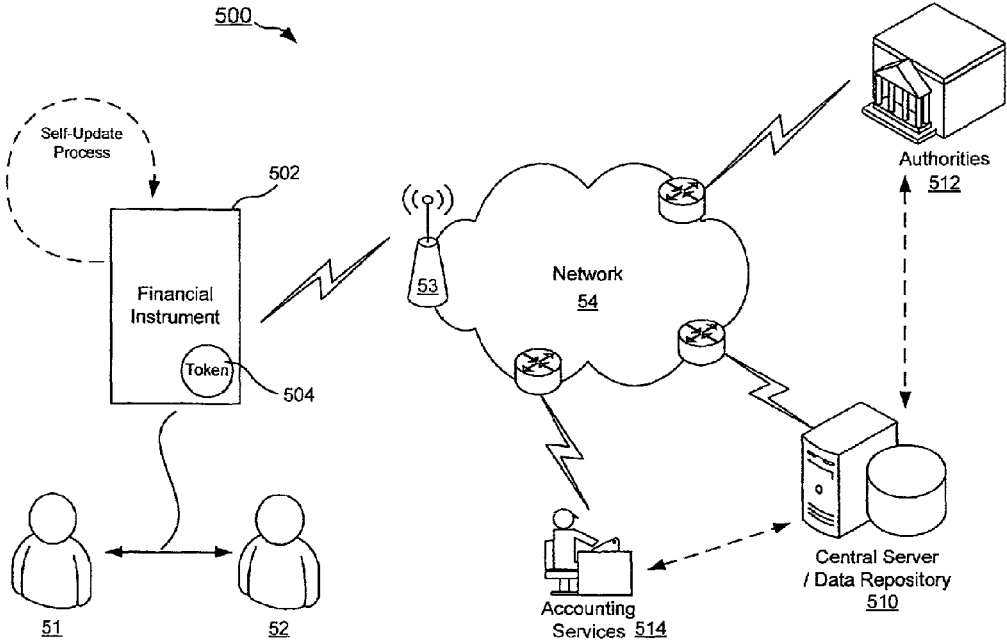 500
Self-Update
Process
502
Financial
Instrument
Token
504
51
52
53
Network
54
Authorities
512
Central Server
/ Data Repository
510
Accounting
Services 514